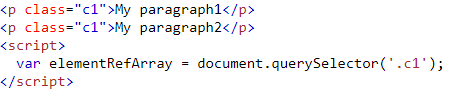 <p class="c1">My paragraph1</p>
<p class="c1">My paragraph2</p>
<script>
  var elementRefArray = document.querySelector('.c1');
</script>